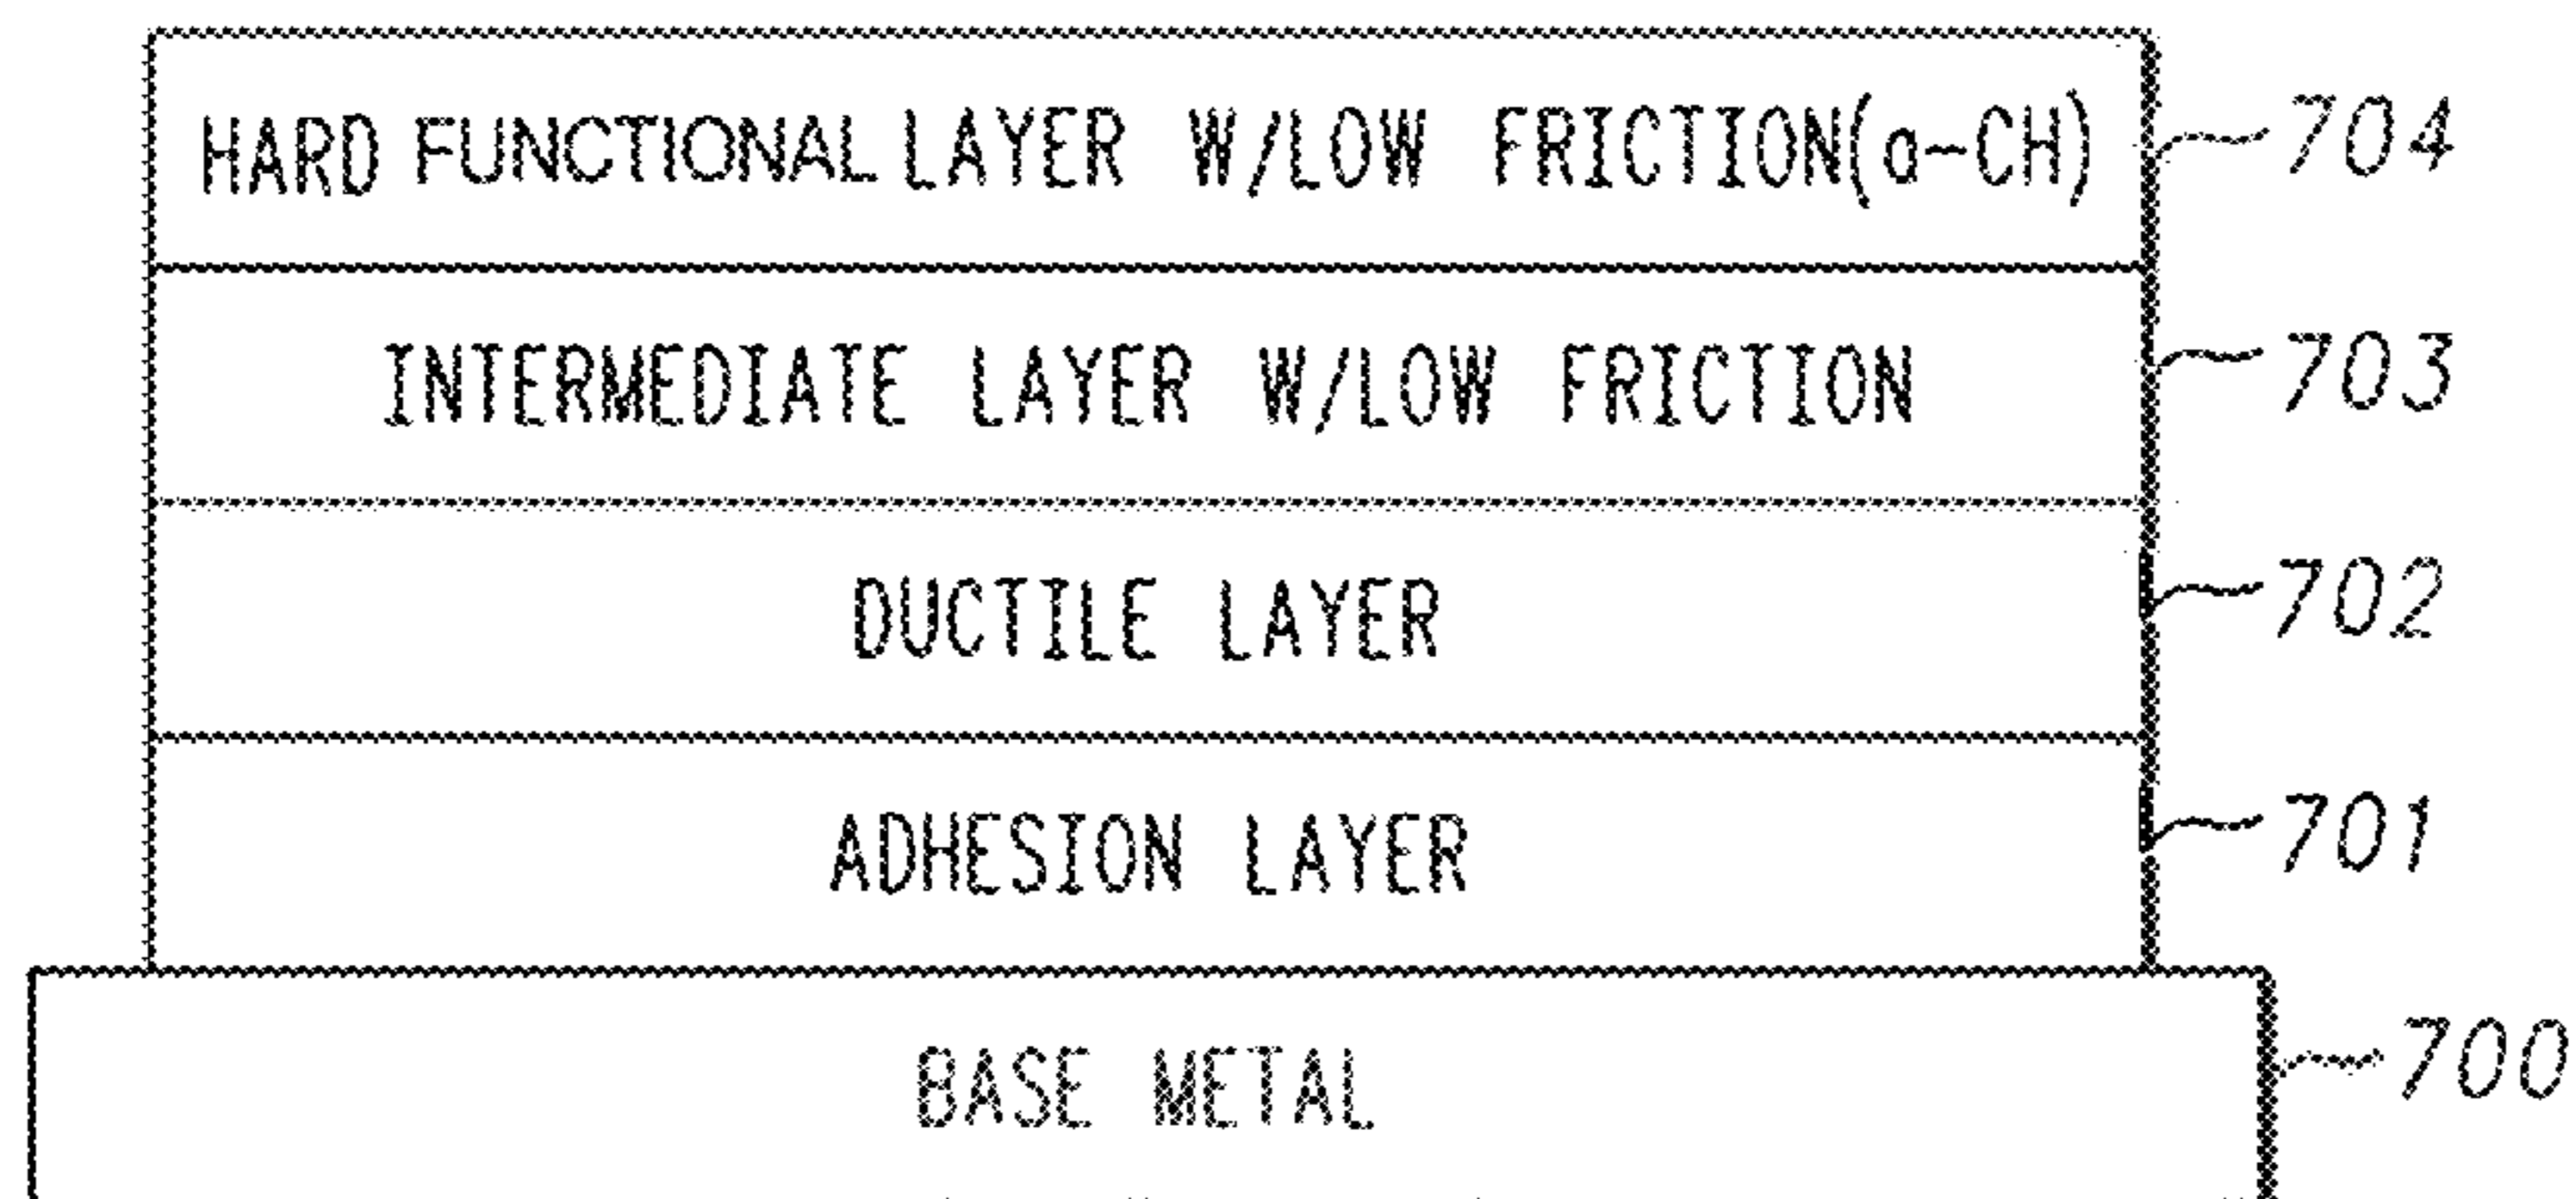 HARD FUNCTIONAL LAYER W/LOW FRICTION(a-CH) 704
INTERMEDIATE LAYER W/LOW FRICTION 703
DUCTILE LAYER 702
ADHESION LAYER 701
BASE METAL 700